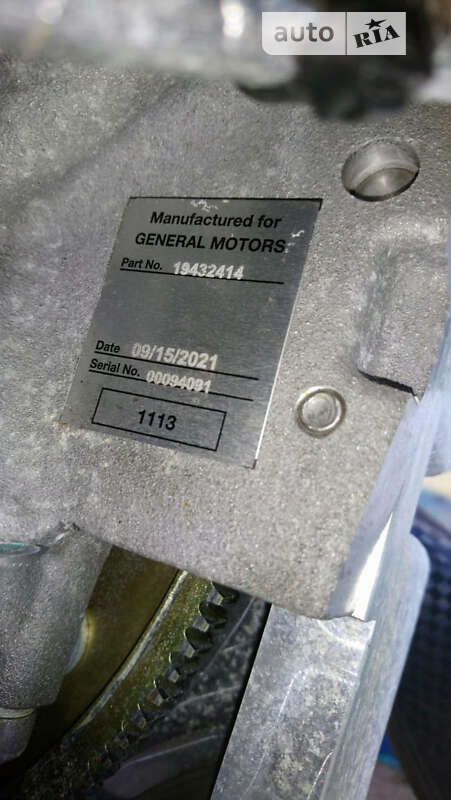 auto RIA
Manufactured for
GENERAL MOTORS
Part No. 19432414
Date 09/15/2021
Serial No. 00094091
1113